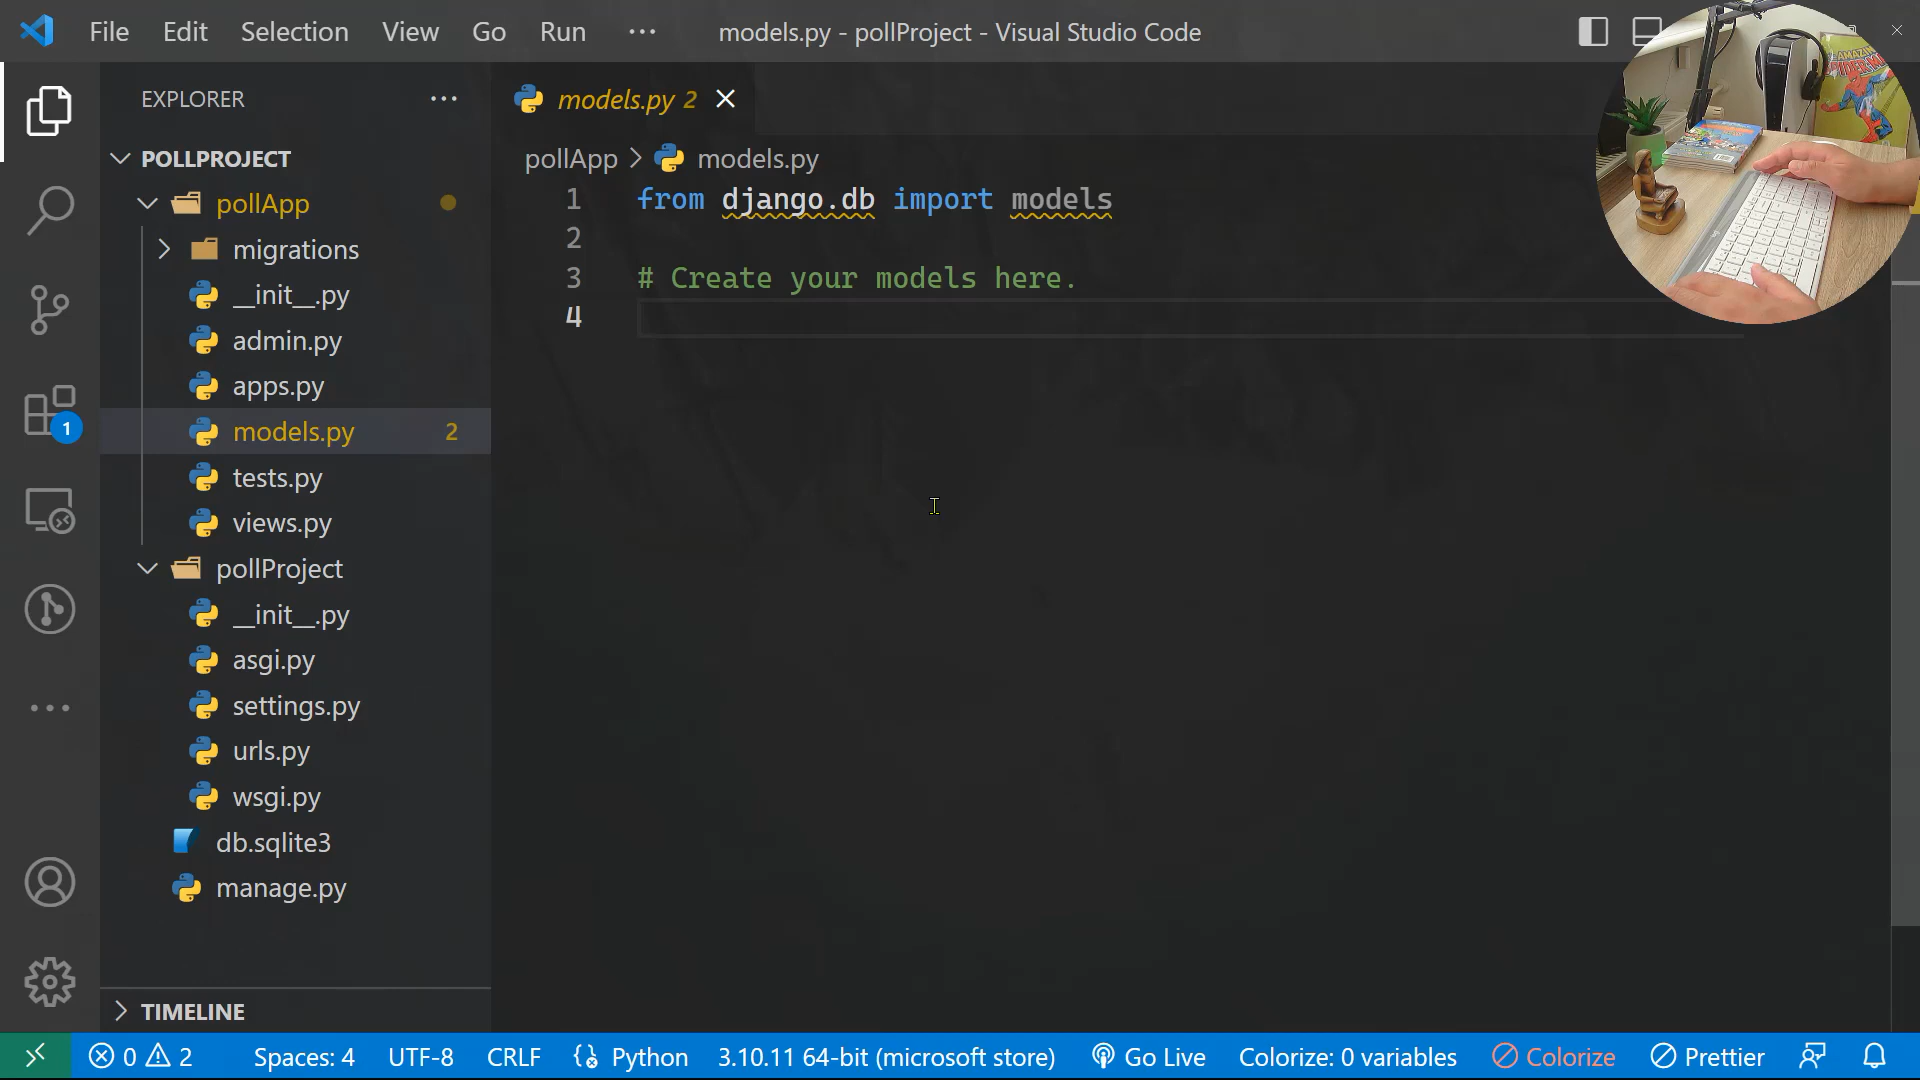 File Edit Selection View Go Run ··· models.py - pollProject - Visual Studio Code
EXPLORER ···
POLLPROJECT
pollApp
migrations
__init__.py
admin.py
apps.py
models.py 2
tests.py
views.py
pollProject
__init__.py
asgi.py
settings.py
urls.py
wsgi.py
db.sqlite3
manage.py
TIMELINE
1
models.py 2
pollApp > models.py
1 from django.db import models
2
3 # Create your models here.
4
AMAZING
SPIDER-MAN
0 2 Spaces: 4 UTF-8 CRLF Python 3.10.11 64-bit (microsoft store) Go Live Colorize: 0 variables Colorize Prettier